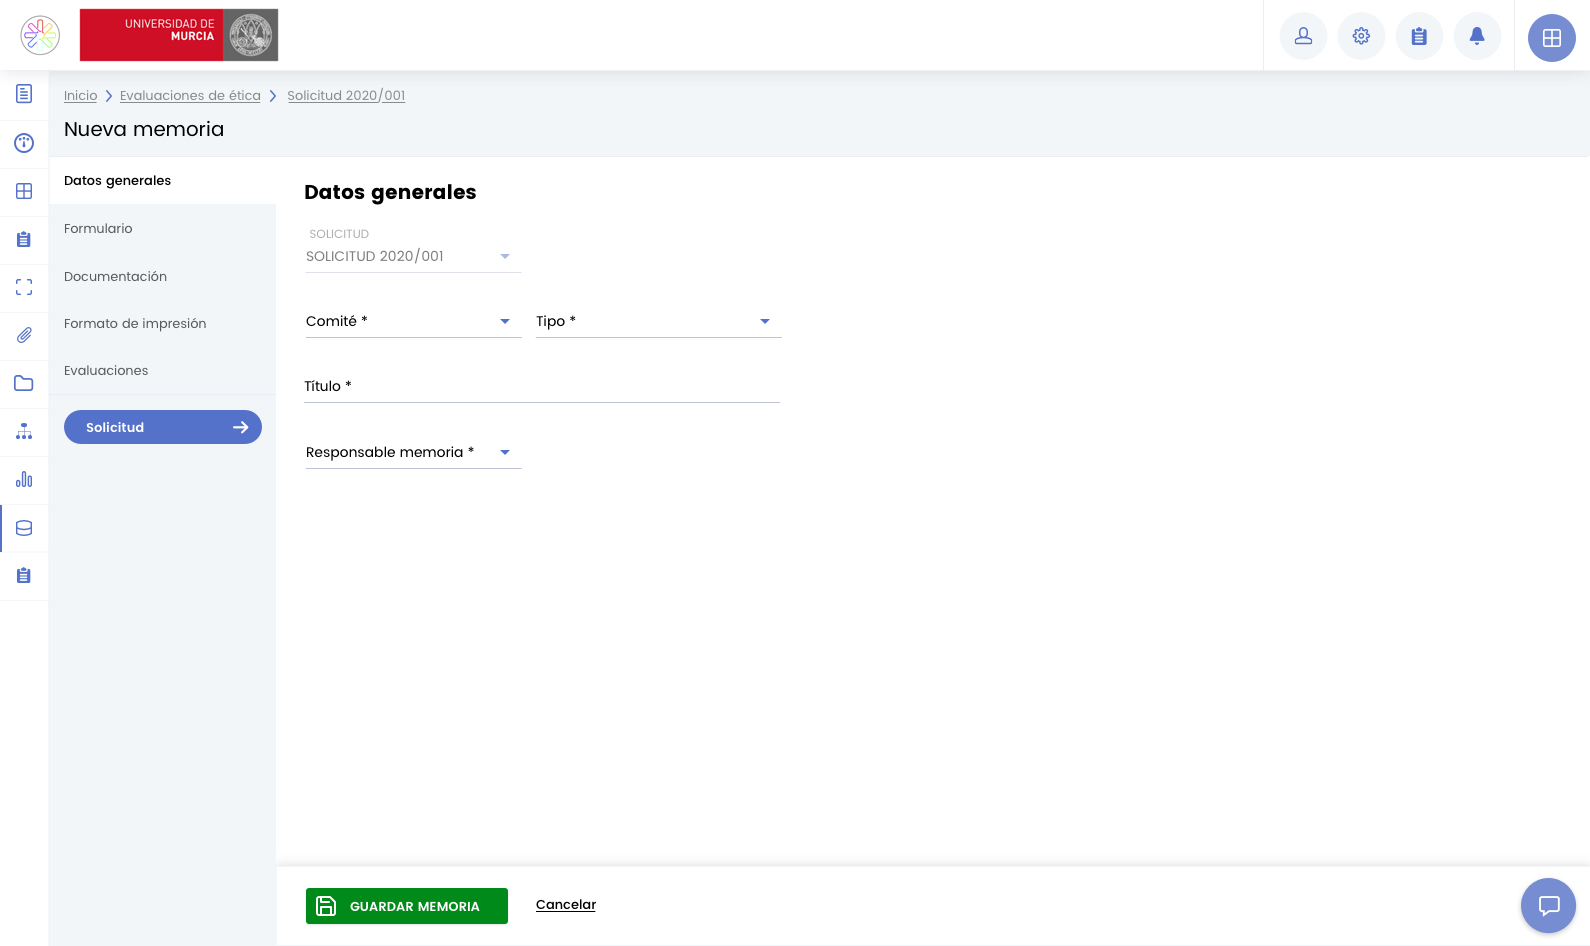 UNIVERSIDAD DE
MURCIA
Inicio
Evaluaciones de ética
Solicitud 2020/001
Nueva memoria
Datos generales
Formulario
Documentación
Formato de impresión
Evaluaciones
Solicitud
Datos generales
SOLICITUD
SOLICITUD 2020/001
Comité *
Tipo *
Título *
Responsable memoria *
GUARDAR MEMORIA
Cancelar